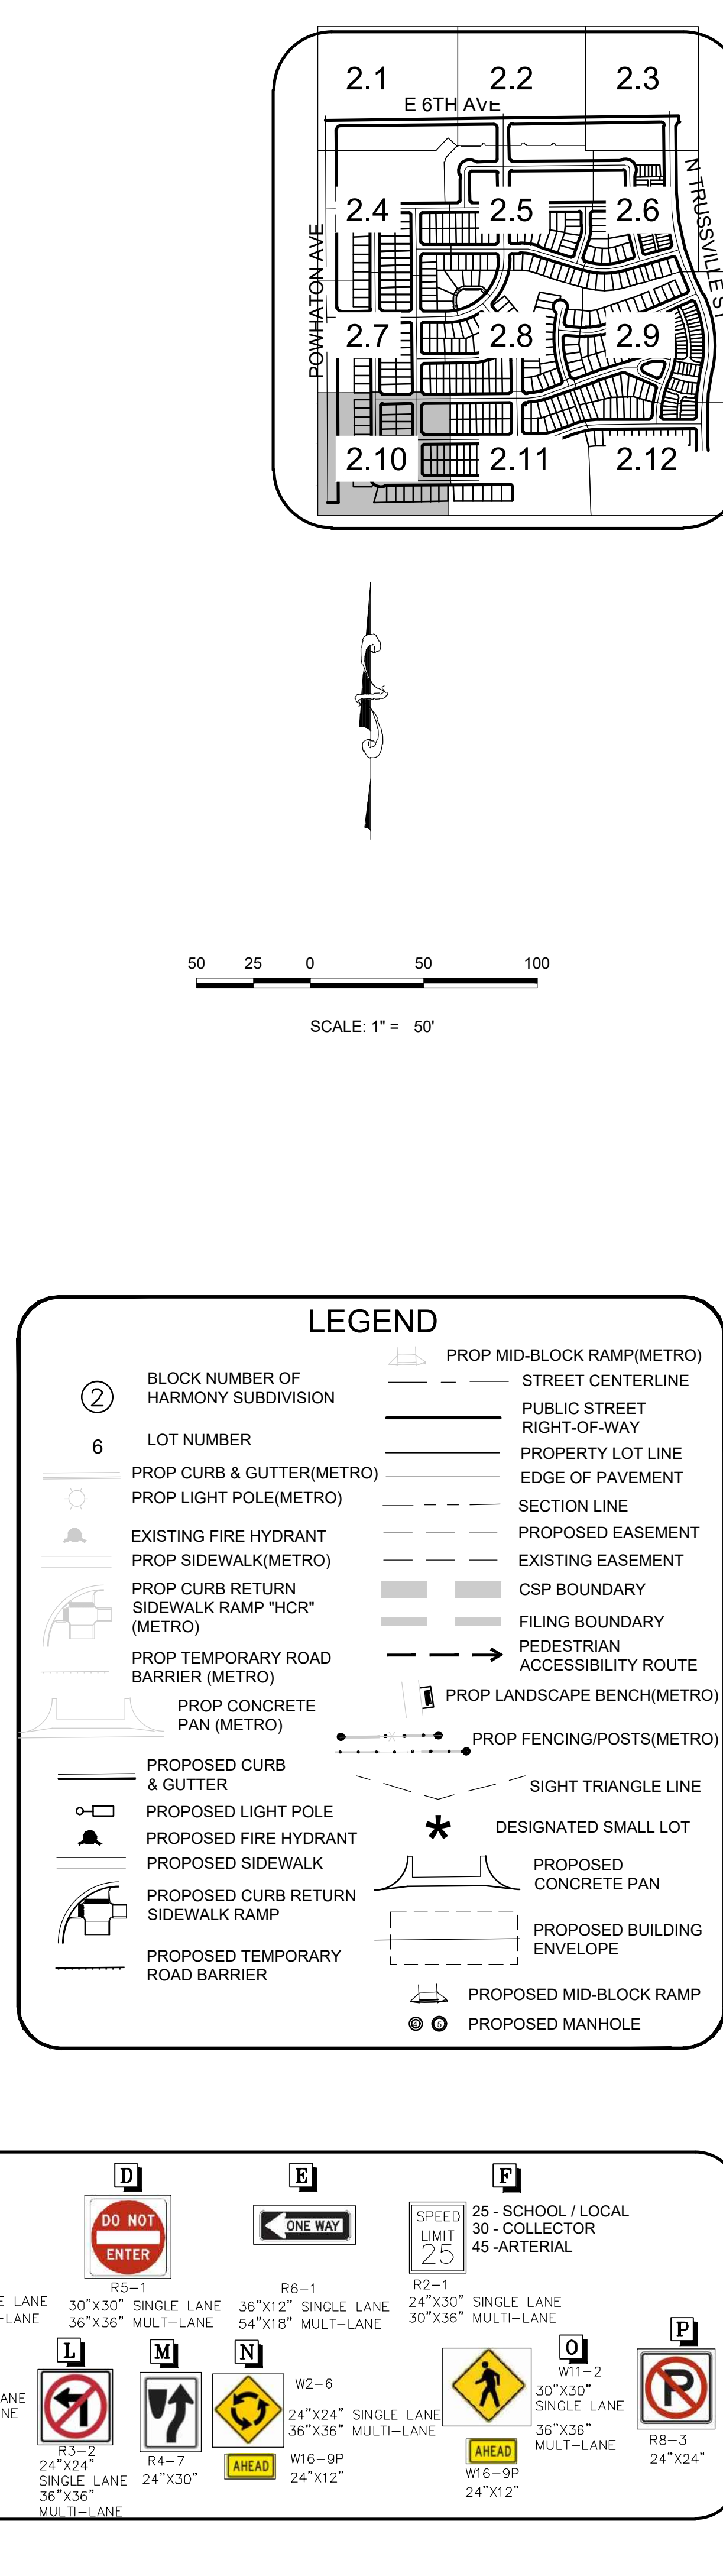 2.1
2.2
2.3
E 6TH AVE
N TRUSSVILLE ST
2.4
2.5
2.6
POWHATON AVE
2.7
2.8
2.9
2.10
2.11
2.12
50 25 0 50 100
SCALE: 1" = 50'
LEGEND
2
BLOCK NUMBER OF
HARMONY SUBDIVISION
6
LOT NUMBER
PROP CURB & GUTTER(METRO)
PROP LIGHT POLE(METRO)
EXISTING FIRE HYDRANT
PROP SIDEWALK(METRO)
PROP CURB RETURN
SIDEWALK RAMP "HCR"
(METRO)
PROP TEMPORARY ROAD
BARRIER (METRO)
PROP CONCRETE
PAN (METRO)
PROPOSED CURB
& GUTTER
PROPOSED LIGHT POLE
PROPOSED FIRE HYDRANT
PROPOSED SIDEWALK
PROPOSED CURB RETURN
SIDEWALK RAMP
PROPOSED TEMPORARY
ROAD BARRIER
PROP MID-BLOCK RAMP(METRO)
STREET CENTERLINE
PUBLIC STREET
RIGHT-OF-WAY
PROPERTY LOT LINE
EDGE OF PAVEMENT
SECTION LINE
PROPOSED EASEMENT
EXISTING EASEMENT
CSP BOUNDARY
FILING BOUNDARY
PEDESTRIAN
ACCESSIBILITY ROUTE
PROP LANDSCAPE BENCH(METRO)
PROP FENCING/POSTS(METRO)
SIGHT TRIANGLE LINE
DESIGNATED SMALL LOT
PROPOSED
CONCRETE PAN
PROPOSED BUILDING
ENVELOPE
PROPOSED MID-BLOCK RAMP
PROPOSED MANHOLE
E LANE
-LANE
D
DO NOT
ENTER
R5-1
30"X30" SINGLE LANE
36"X36" MULT-LANE
E
ONE WAY
R6-1
36"X12" SINGLE LANE
54"X18" MULT-LANE
F
SPEED
LIMIT
25
25 - SCHOOL / LOCAL
30 - COLLECTOR
45 -ARTERIAL
R2-1
24"X30" SINGLE LANE
30"X36" MULTI-LANE
ANE
NE
L
R3-2
24"X24"
SINGLE LANE
36"X36"
MULTI-LANE
M
R4-7
24"X30"
N
W2-6
24"X24" SINGLE LANE
36"X36" MULTI-LANE
AHEAD
W16-9P
24"X12"
O
W11-2
30"X30"
SINGLE LANE
36"X36"
MULT-LANE
AHEAD
W16-9P
24"X12"
P
P
R8-3
24"X24"